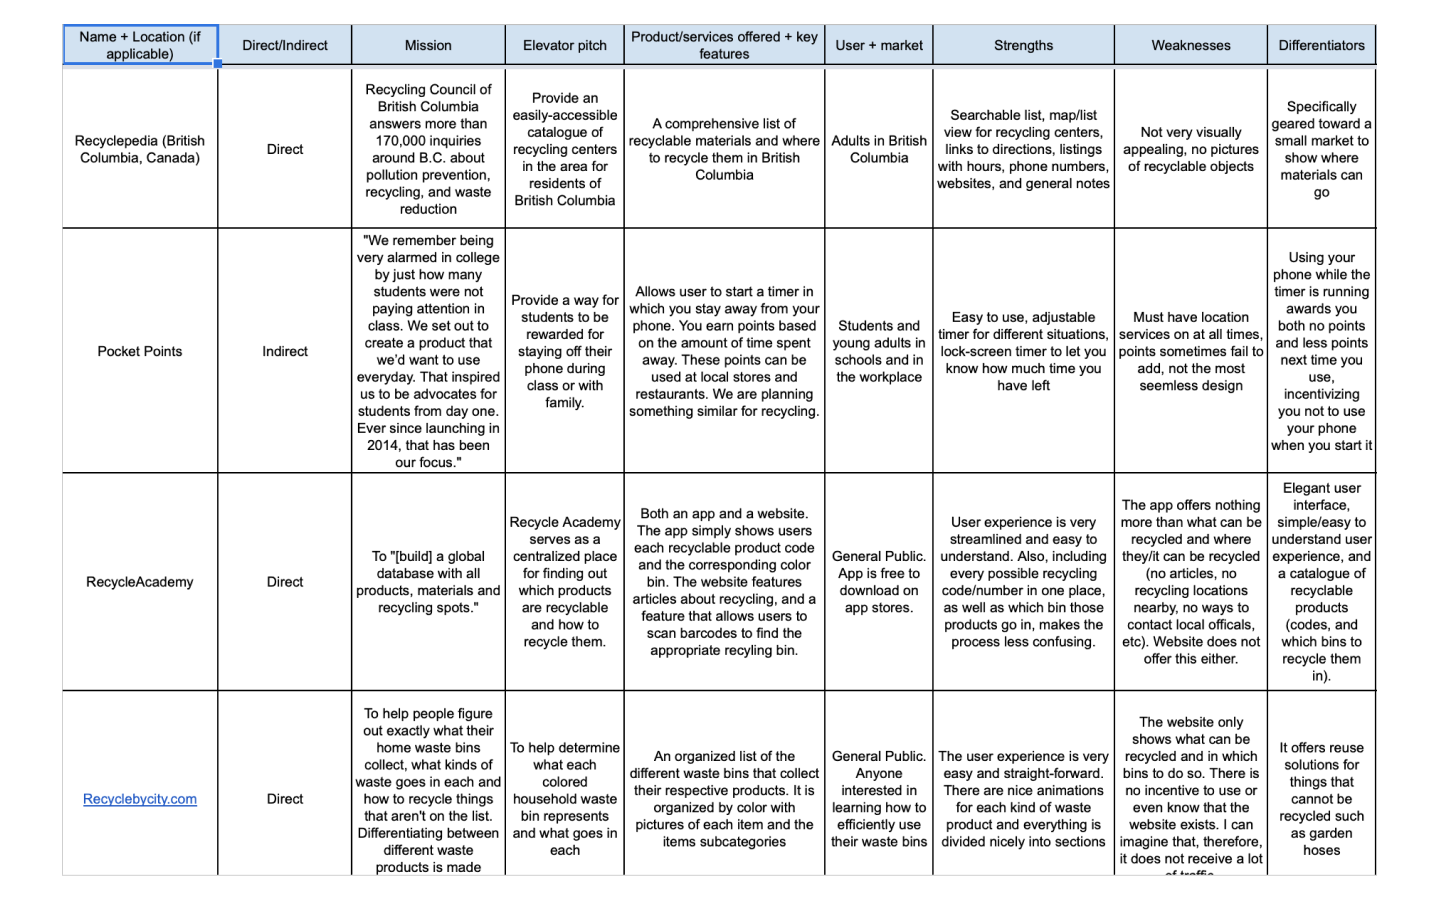 Name + Location (if
applicable)
Direct/Indirect
Mission
Elevator pitch
Product/services offered + key
features
User + market
Strengths
Weaknesses
Differentiators
Recyclepedia (British
Columbia, Canada)
Direct
Recycling Council of
British Columbia
answers more than
170,000 inquiries
around B.C. about
pollution prevention,
recycling, and waste
reduction
Provide an
easily-accessible
catalogue of
recycling centers
in the area for
residents of
British Columbia
A comprehensive list of
recyclable materials and where
to recycle them in British
Columbia
Adults in British
Columbia
Searchable list, map/list
view for recycling centers,
links to directions, listings
with hours, phone numbers,
websites, and general notes
Not very visually
appealing, no pictures
of recyclable objects
Specifically
geared toward a
small market to
show where
materials can
go
Pocket Points
Indirect
"We remember being
very alarmed in college
by just how many
students were not
paying attention in
class. We set out to
create a product that
we'd want to use
everyday. That inspired
us to be advocates for
students from day one.
Ever since launching in
2014, that has been
our focus."
Provide a way for
students to be
rewarded for
staying off their
phone during
class or with
family.
Allows user to start a timer in
which you stay away from your
phone. You earn points based
on the amount of time spent
away. These points can be
used at local stores and
restaurants. We are planning
something similar for recycling.
Students and
young adults in
schools and in
the workplace
Easy to use, adjustable
timer for different situations,
lock-screen timer to let you
know how much time you
have left
Must have location
services on at all times,
points sometimes fail to
add, not the most
seemless design
Using your
phone while the
timer is running
awards you
both no points
and less points
next time you
use,
incentivizing
you not to use
your phone
when you start it
RecycleAcademy
Direct
To "[build] a global
database with all
products, materials and
recycling spots."
Recycle Academy
serves as a
centralized place
for finding out
which products
are recyclable
and how to
recycle them.
Both an app and a website.
The app simply shows users
each recyclable product code
and the corresponding color
bin. The website features
articles about recycling, and a
feature that allows users to
scan barcodes to find the
appropriate recyling bin.
General Public.
App is free to
download on
app stores.
User experience is very
streamlined and easy to
understand. Also, including
every possible recycling
code/number in one place,
as well as which bin those
products go in, makes the
process less confusing.
The app offers nothing
more than what can be
recycled and where
they/it can be recycled
(no articles, no
recycling locations
nearby, no ways to
contact local officals,
etc). Website does not
offer this either.
Elegant user
interface,
simple/easy to
understand user
experience, and
a catalogue of
recyclable
products
(codes, and
which bins to
recycle them
in).
Recyclebycity.com
Direct
To help people figure
out exactly what their
home waste bins
collect, what kinds of
waste goes in each and
how to recycle things
that aren't on the list.
Differentiating between
different waste
products is made
To help determine
what each
colored
household waste
bin represents
and what goes in
each
An organized list of the
different waste bins that collect
their respective products. It is
organized by color with
pictures of each item and the
items subcategories
General Public.
Anyone
interested in
learning how to
efficiently use
their waste bins
The user experience is very
easy and straight-forward.
There are nice animations
for each kind of waste
product and everything is
divided nicely into sections
The website only
shows what can be
recycled and in which
bins to do so. There is
no incentive to use or
even know that the
website exists. I can
imagine that, therefore,
it does not receive a lot
of traffic
It offers reuse
solutions for
things that
cannot be
recycled such
as garden
hoses